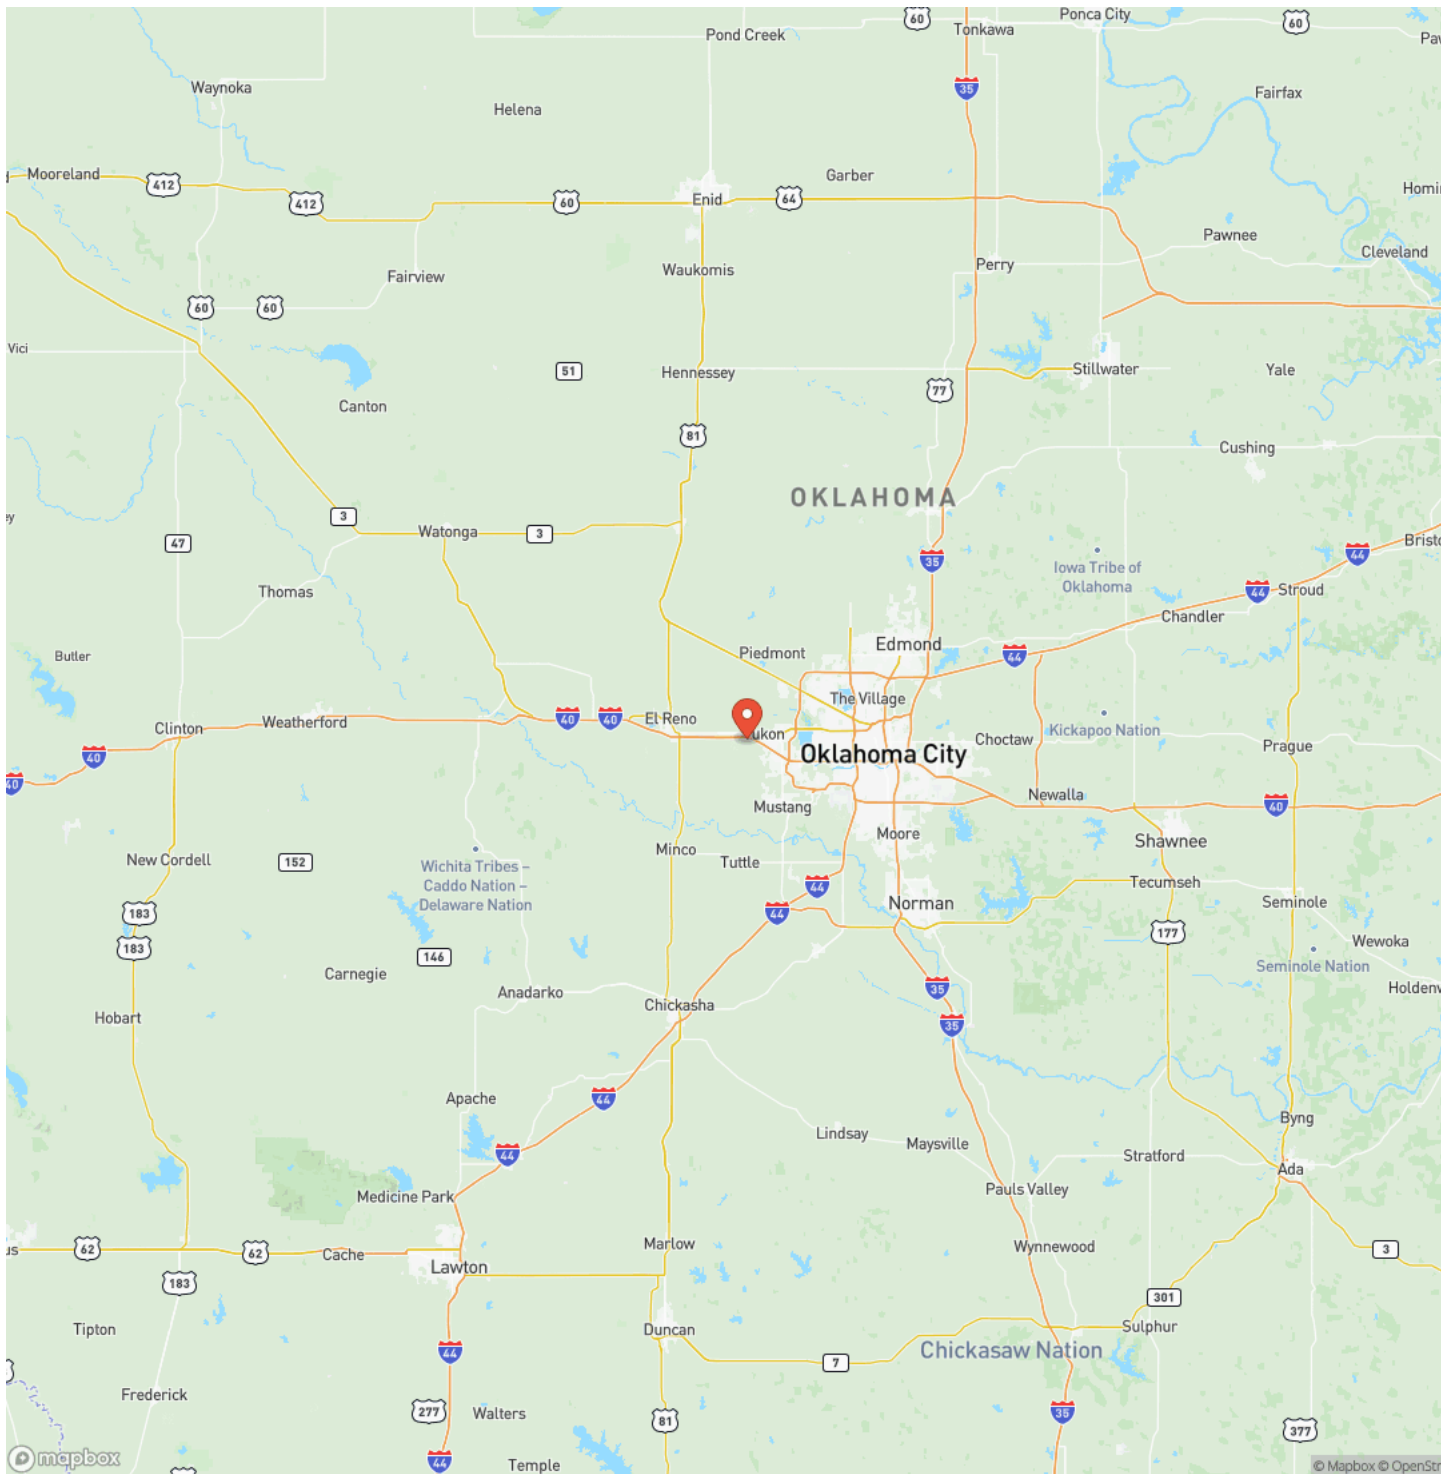 60
Pond Creek
Tonkawa
Ponca City
60
35
Waynoka
Helena
Fairfax
Mooreland
412
412
60
Enid
64
Garber
Pawnee
Cleveland
Perry
Waukomis
Fairview
60
60
Vici
51
Hennessey
77
Stillwater
Yale
Canton
81
Cushing
OKLAHOMA
3
Watonga
3
47
35
44
Iowa Tribe of
Oklahoma
44
Stroud
Thomas
Chandler
Butler
Piedmont
Edmond
44
The Village
Clinton
Weatherford
40
40
El Reno
Kickapoo Nation
Choctaw
Prague
40
40
Oklahoma City
Newalla
40
Mustang
Moore
Shawnee
New Cordell
152
Wichita Tribes –
Caddo Nation –
Delaware Nation
Minco
Tuttle
44
Tecumseh
Norman
Seminole
183
183
44
177
Wewoka
146
Seminole Nation
Carnegie
Anadarko
35
Chickasha
Hobart
35
44
Apache
Byng
Lindsay
Maysville
44
Stratford
Ada
Medicine Park
Pauls Valley
62
62
Cache
Marlow
Wynnewood
3
Lawton
183
301
Tipton
Duncan
Sulphur
44
7
Chickasaw Nation
Frederick
277
Walters
81
35
377
44
Temple
mapbox
© Mapbox © OpenStr